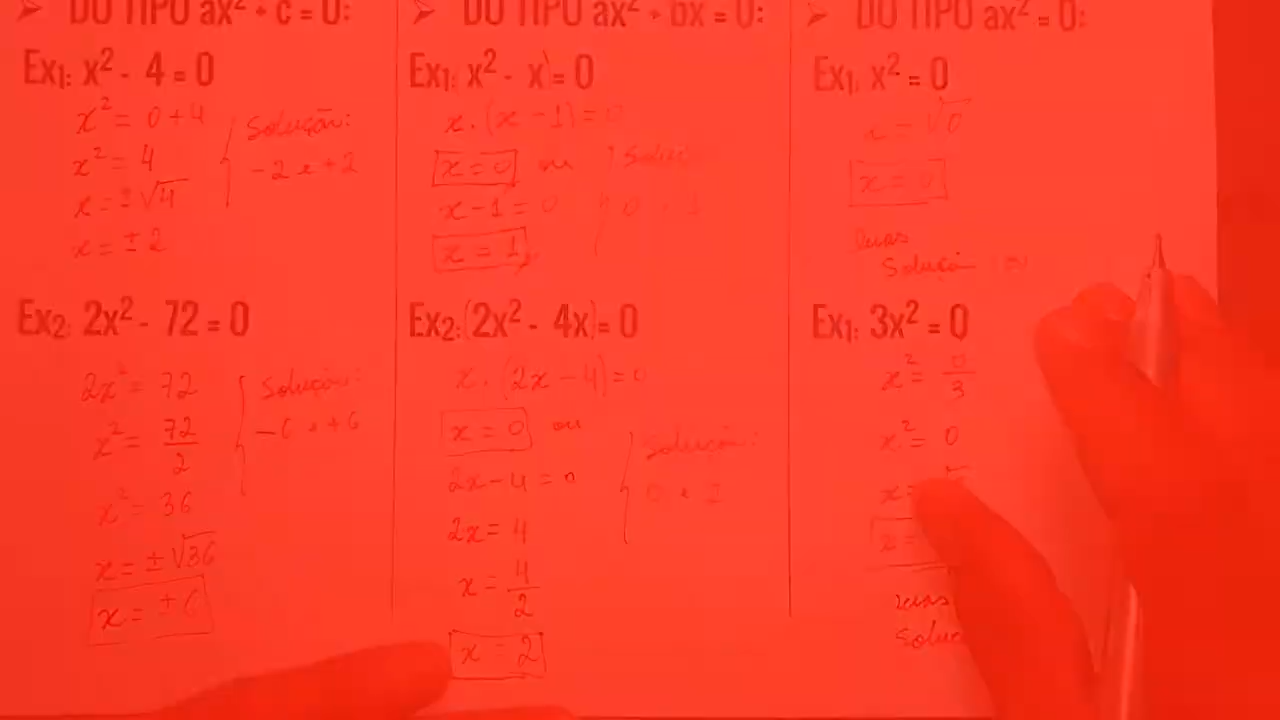 ➤ DO TIPO ax² + c = 0:
Ex1: x² - 4 = 0
x² = 0 + 4
x² = 4
x = ±√4
x = ± 2
Solução:
-2 e +2
Ex2: 2x² - 72 = 0
2x² = 72
x² = 72/2
x² = 36
x = ±√36
x = ± 6
Solução:
-6 e +6
➤ DO TIPO ax² + bx = 0:
Ex1: x² - x = 0
x.(x - 1) = 0
x = 0 ou
x - 1 = 0
x = 1
Ex2: (2x² - 4x) = 0
x.(2x - 4) = 0
x = 0 ou
2x - 4 = 0
2x = 4
x = 4/2
x = 2
Solução:
➤ DO TIPO ax² = 0:
Ex1: x² = 0
x = √0
x = 0
Ex1: 3x² = 0
x² = 0/3
x² = 0
x =
x =